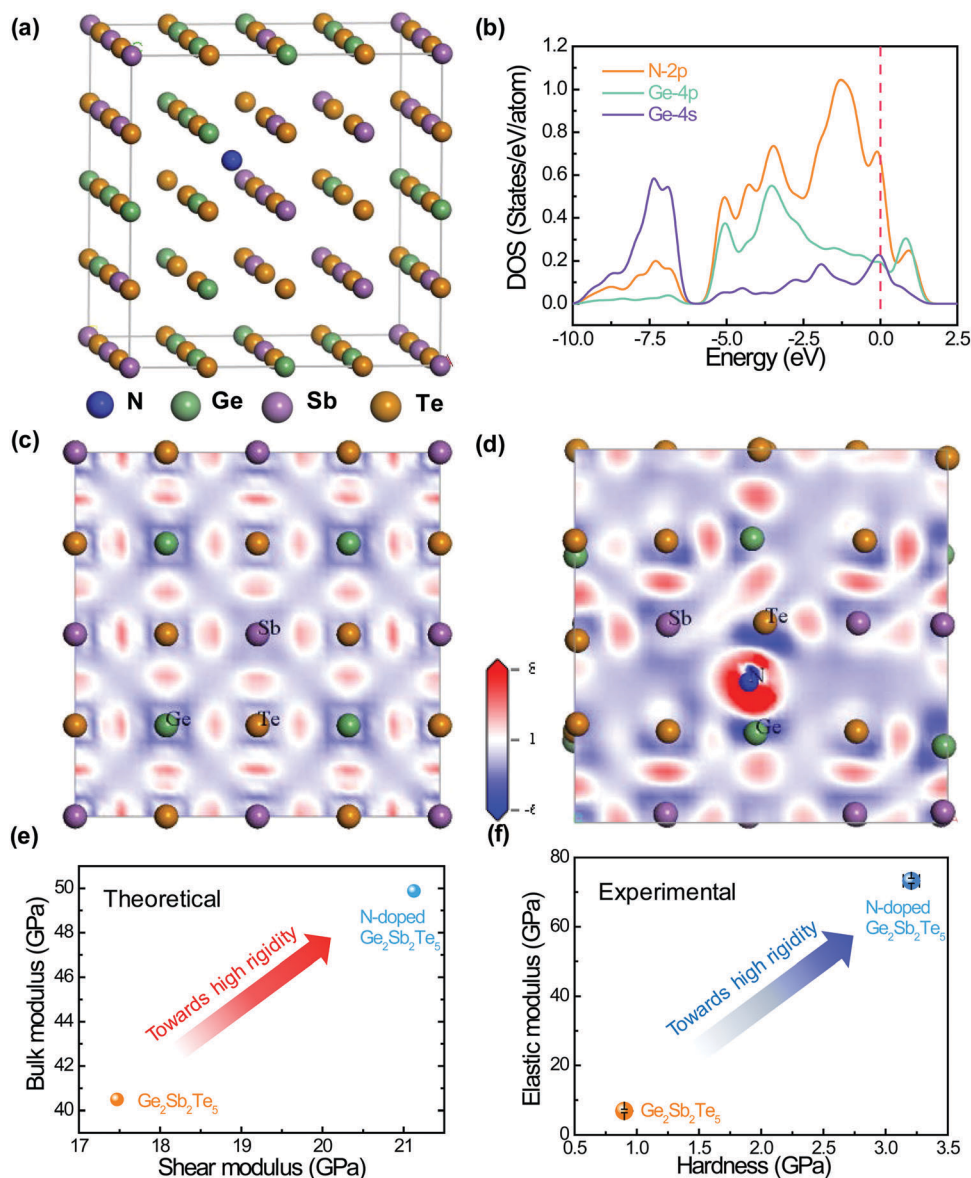 (a)
N Ge Sb Te
(b)
DOS (States/eV/atom)
1.2
1.0
0.8
0.6
0.4
0.2
0.0
N-2p
Ge-4p
Ge-4s
-10.0 -7.5 -5.0 -2.5 0.0 2.5
Energy (eV)
(c)
Sb
Ge Te
1
(d)
Sb Te
N
Ge
(e)
Bulk modulus (GPa)
50
48
46
44
42
40
Theoretical
N-doped
Ge2Sb2Te5
Towards high rigidity
Ge2Sb2Te5
17 18 19 20 21
Shear modulus (GPa)
(f)
Elastic modulus (GPa)
80
60
40
20
0
Experimental
N-doped
Ge2Sb2Te5
Towards high rigidity
Ge2Sb2Te5
0.5 1.0 1.5 2.0 2.5 3.0 3.5
Hardness (GPa)